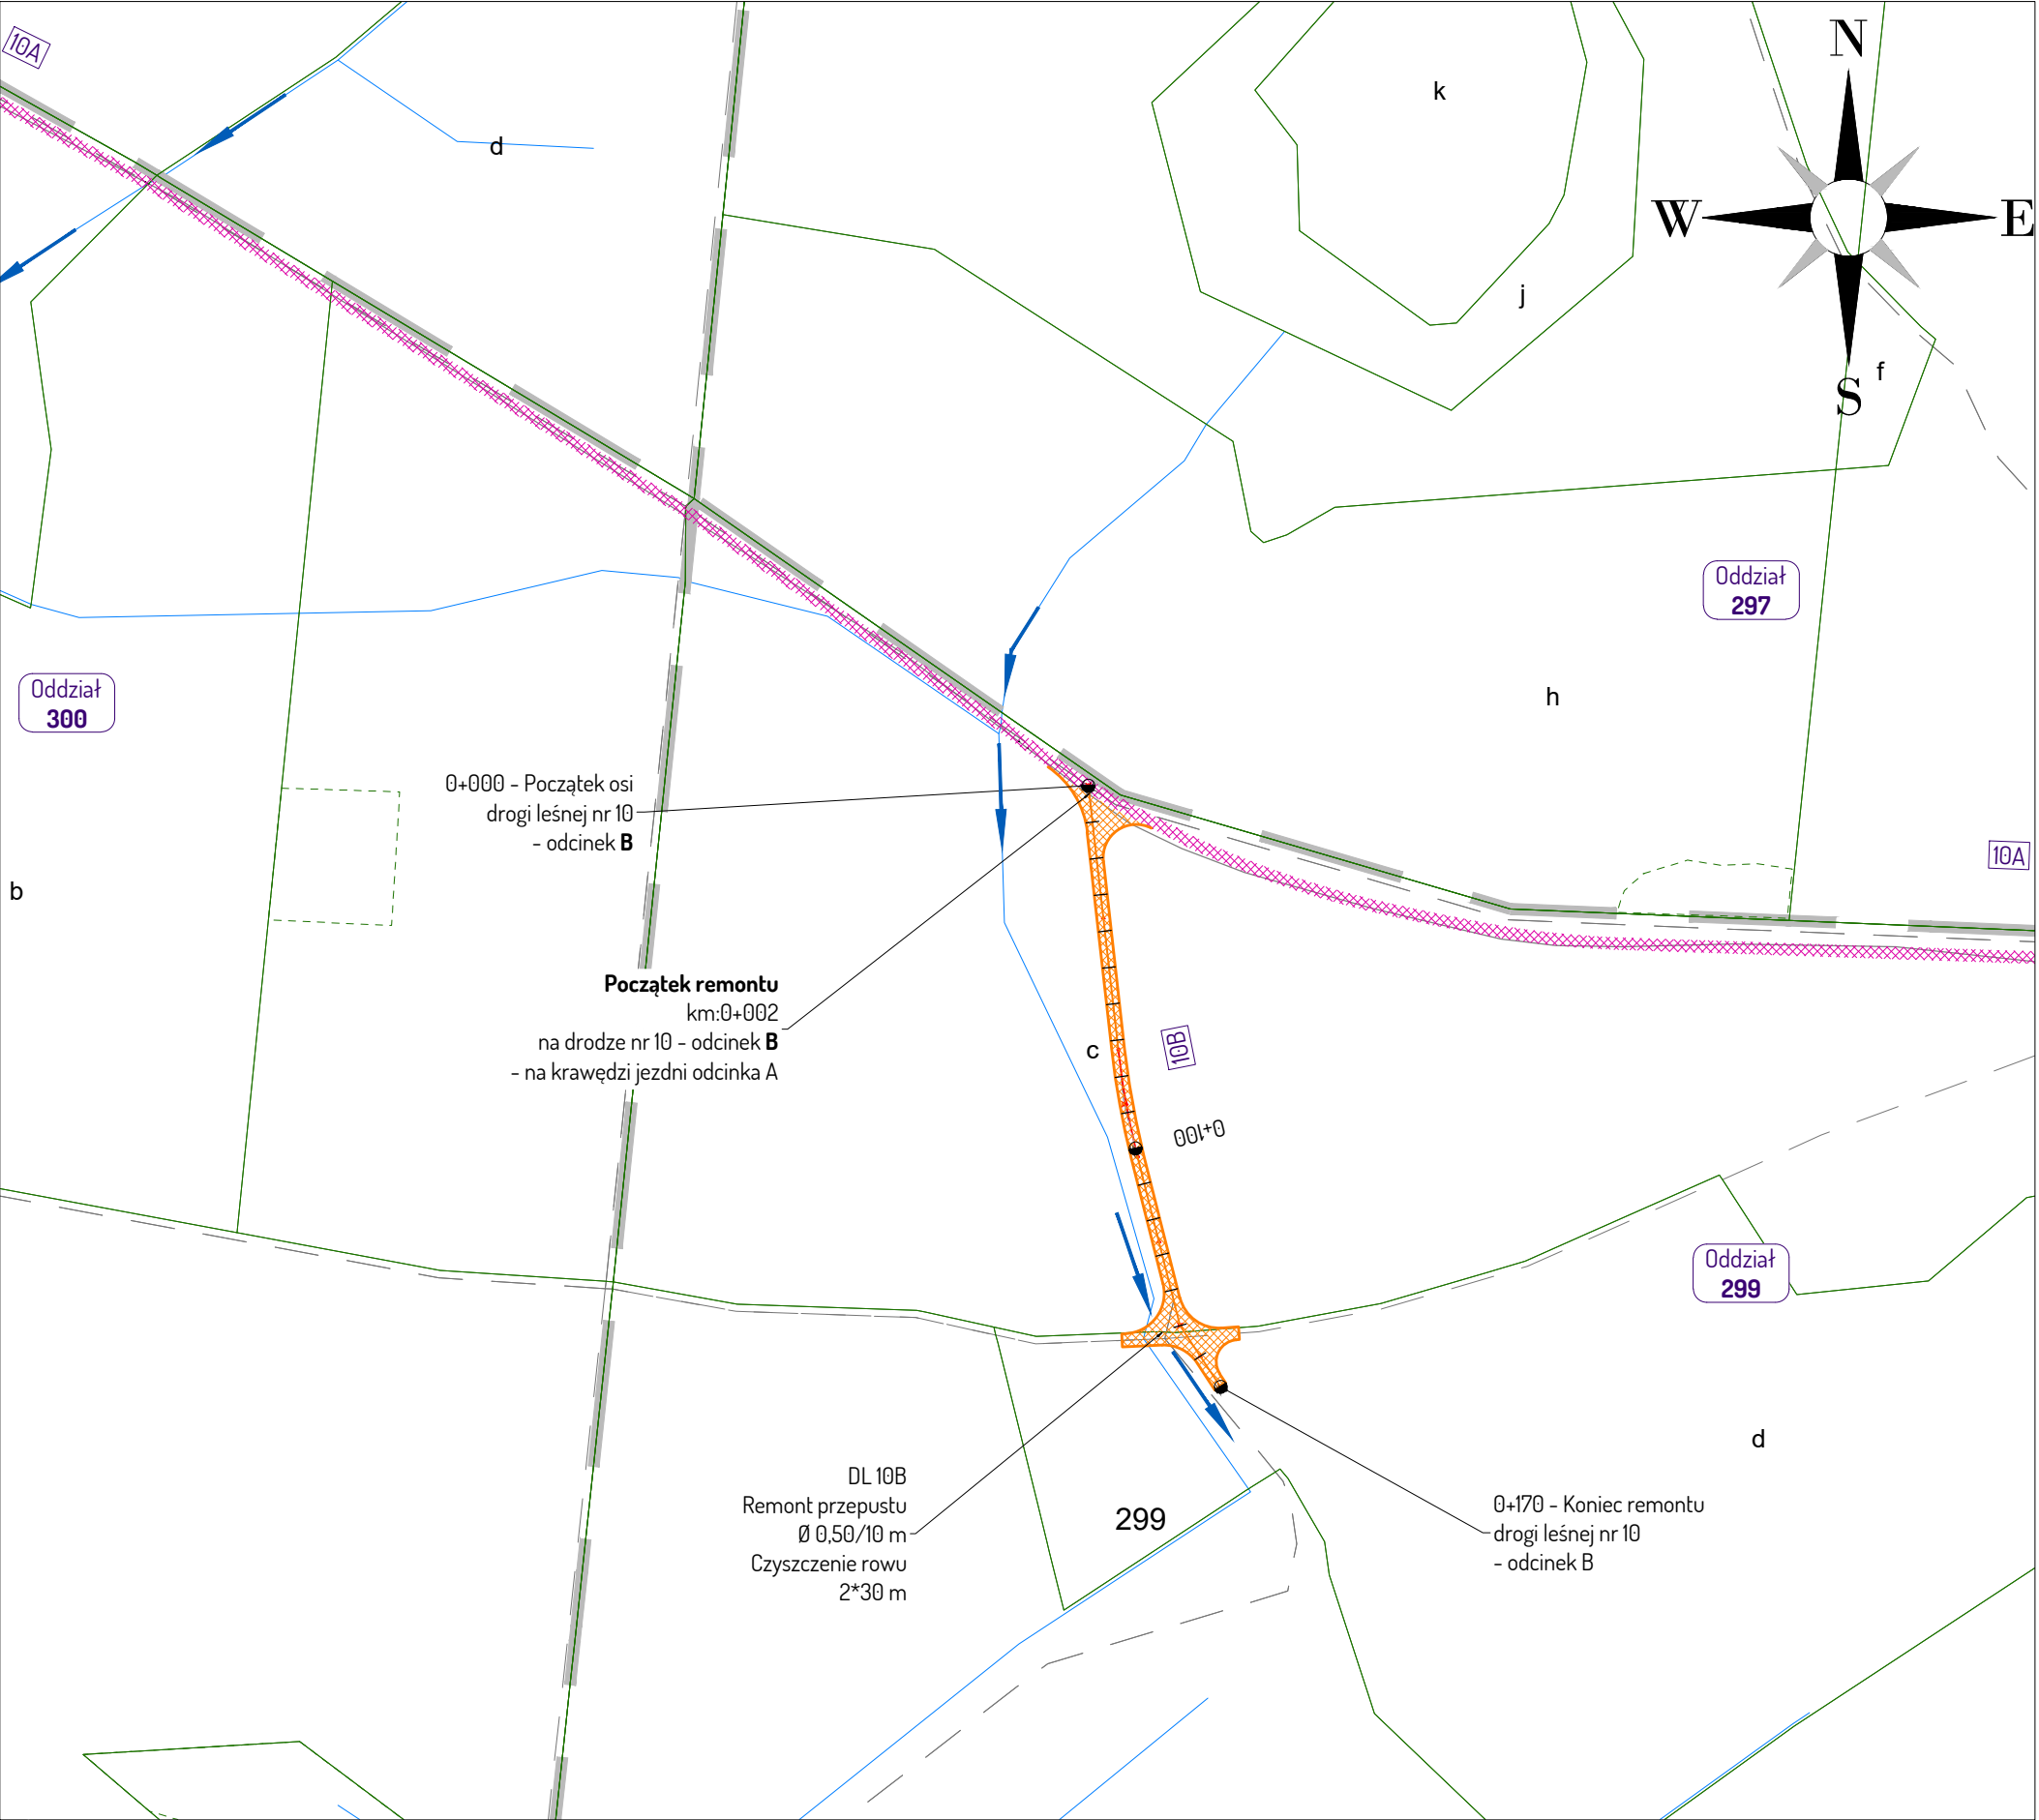 10A
N
k
d
W
E
j
f
S
Oddział
297
Oddział
300
h
0+000 - Początek osi
drogi leśnej nr 10
- odcinek B
10A
b
Początek remontu
km:0+002
na drodze nr 10 - odcinek B
- na krawędzi jezdni odcinka A
c
10B
0+100
Oddział
299
d
DL 10B
Remont przepustu
Ø 0,50/10 m
Czyszczenie rowu
2*30 m
299
0+170 - Koniec remontu
drogi leśnej nr 10
- odcinek B